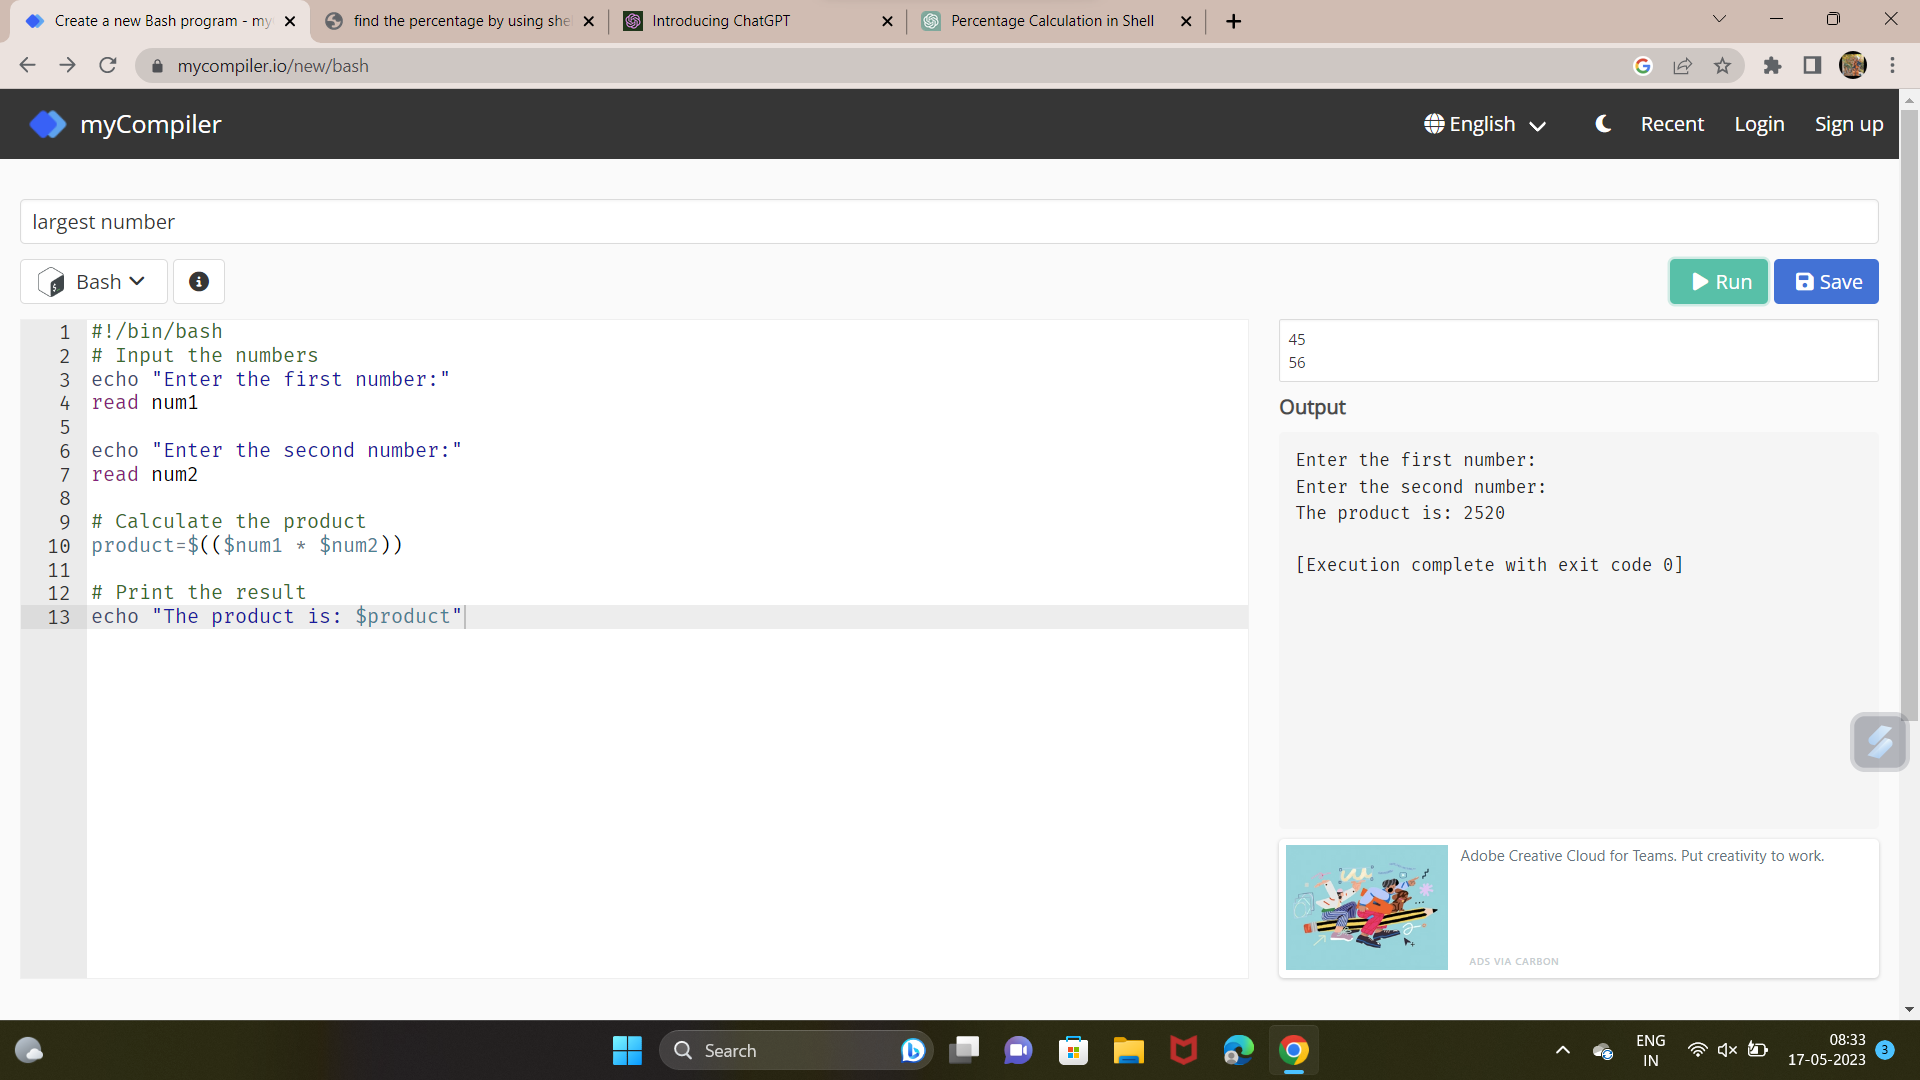 Create a new Bash program - my
find the percentage by using she
Introducing ChatGPT
Percentage Calculation in Shell
mycompiler.io/new/bash
myCompiler
English
Recent
Login
Sign up
largest number
Bash
Run
Save
1 #!/bin/bash
2 # Input the numbers
3 echo "Enter the first number:"
4 read num1
5
6 echo "Enter the second number:"
7 read num2
8
9 # Calculate the product
10 product=$(($num1 * $num2))
11
12 # Print the result
13 echo "The product is: $product"
45
56
Output
Enter the first number:
Enter the second number:
The product is: 2520
[Execution complete with exit code 0]
Adobe Creative Cloud for Teams. Put creativity to work.
ADS VIA CARBON
Search
ENG
IN
08:33
17-05-2023
3